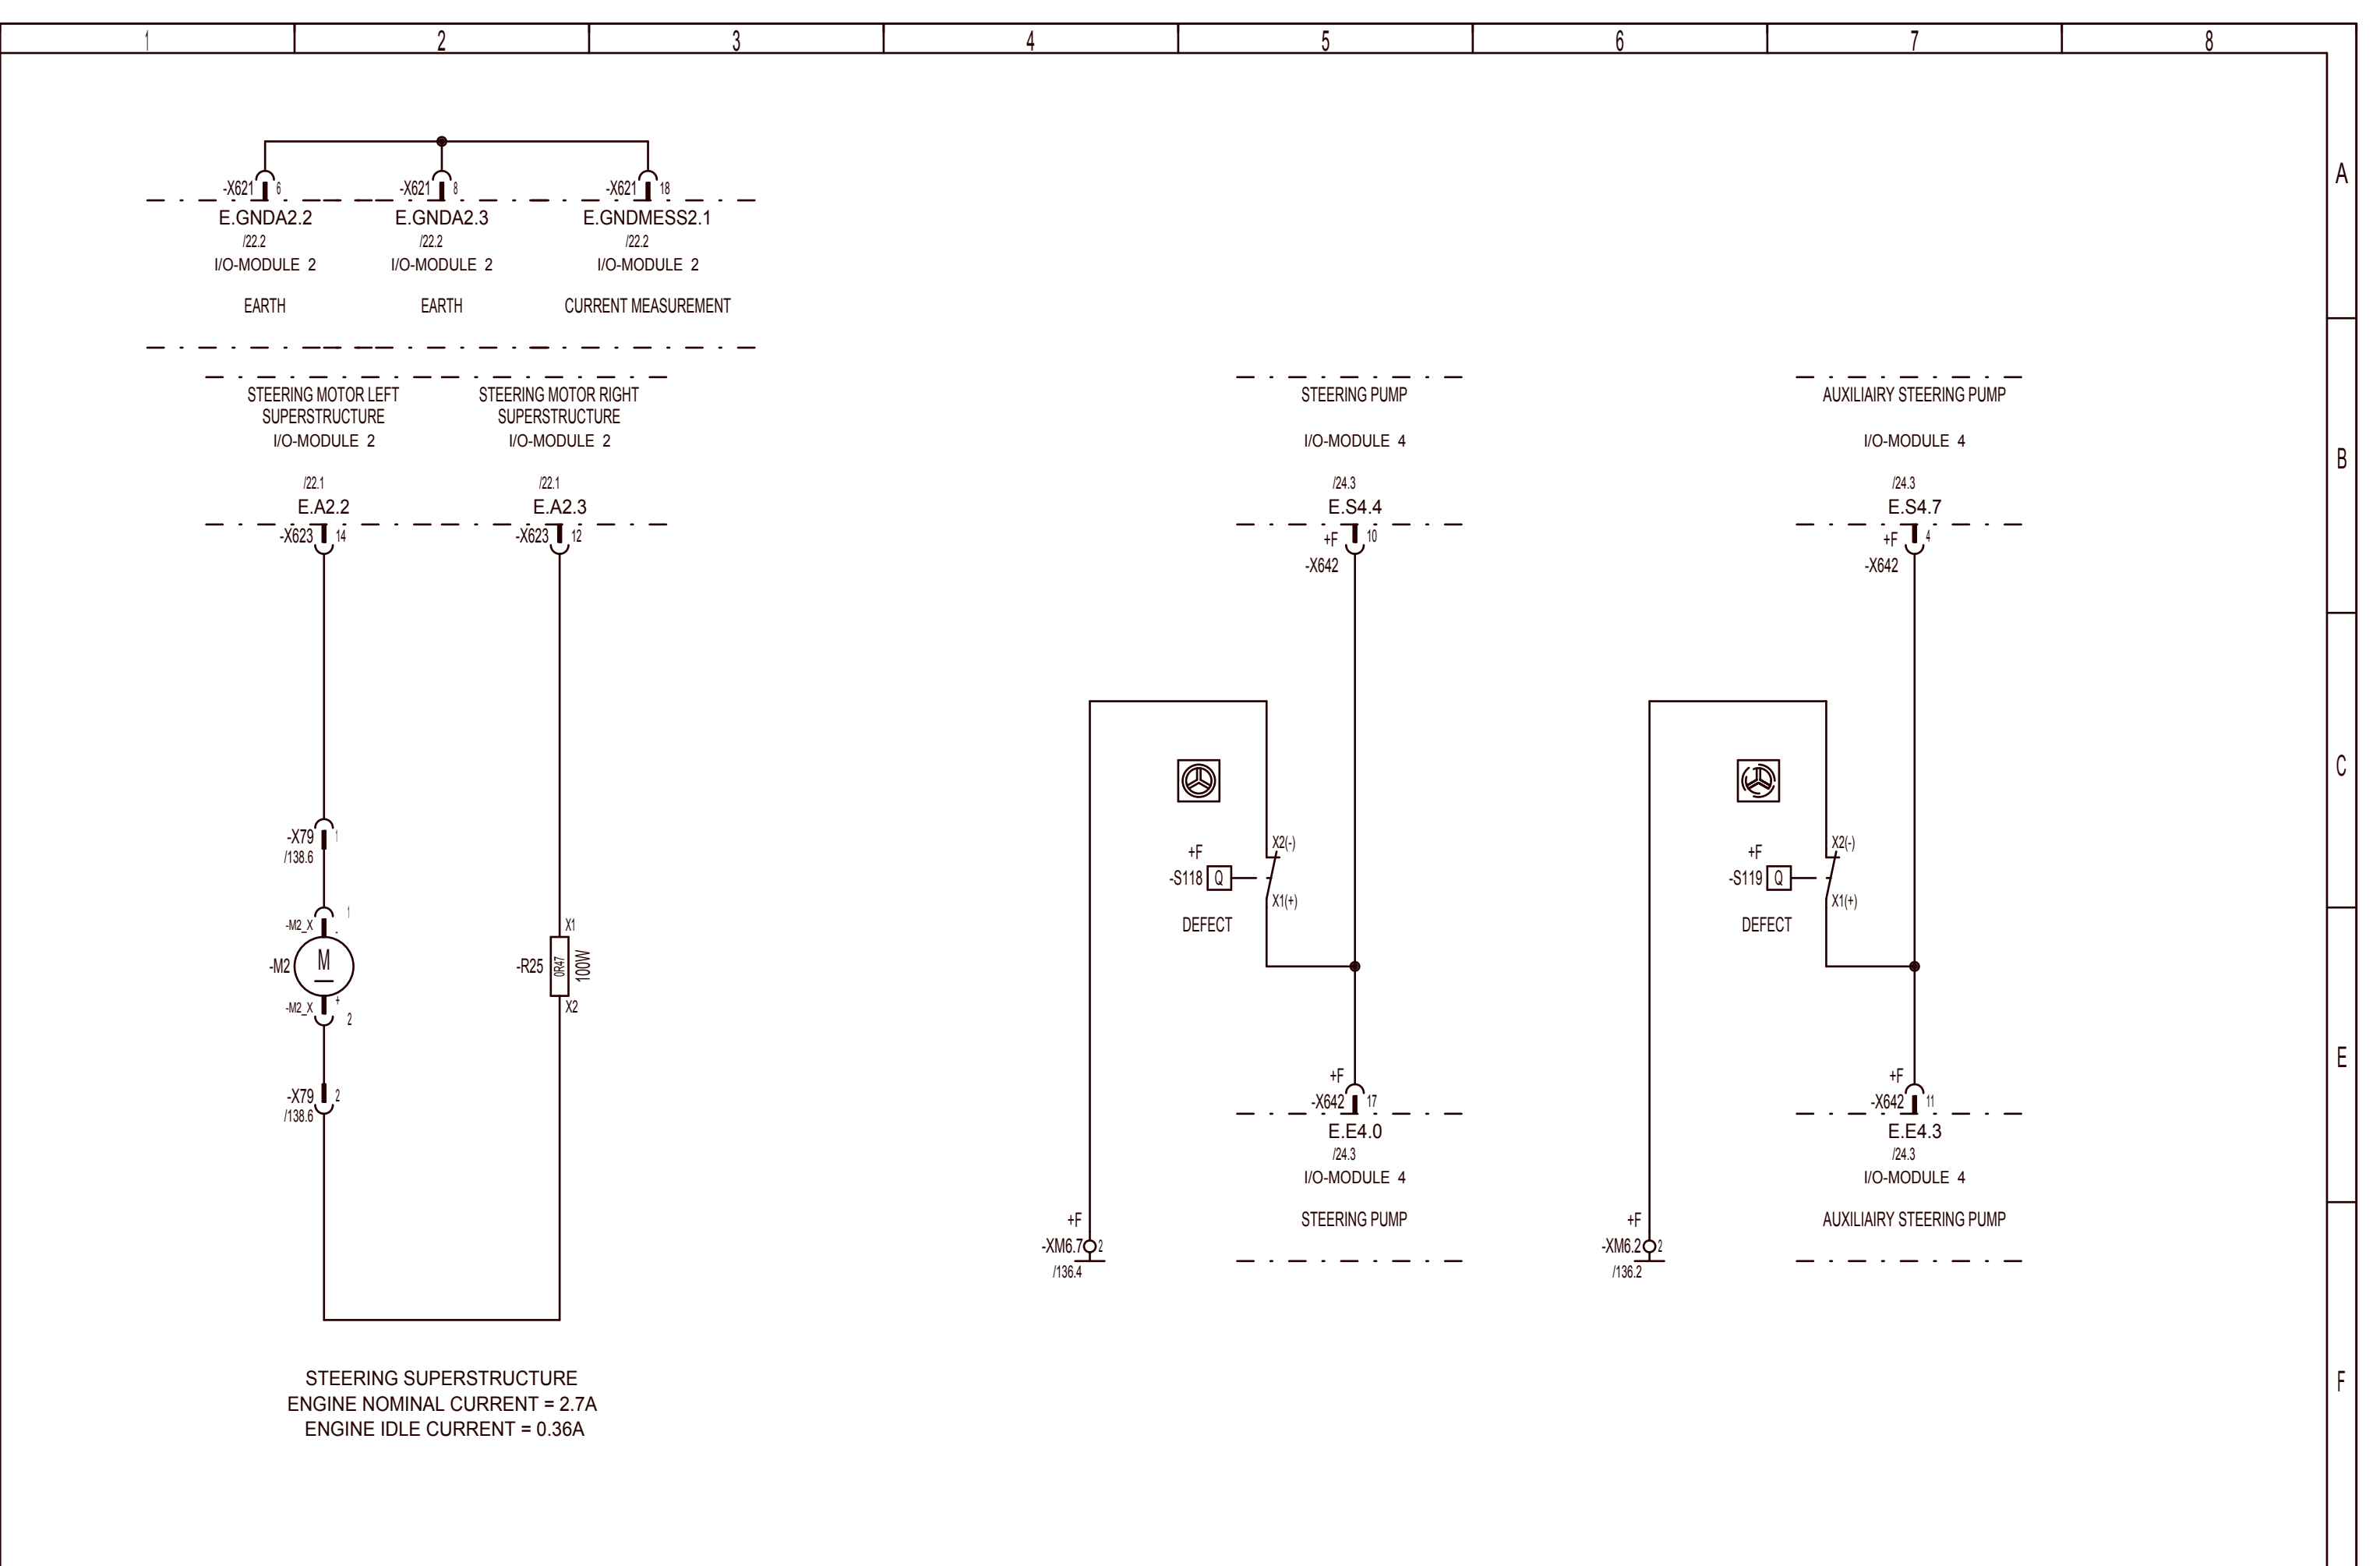 1 2 3 4 5 6 7 8
A
B
C
E
F
-X621 6
-X621 8
-X621 18
E.GNDA2.2
E.GNDA2.3
E.GNDMESS2.1
/22.2
/22.2
/22.2
I/O-MODULE 2
I/O-MODULE 2
I/O-MODULE 2
EARTH
EARTH
CURRENT MEASUREMENT
STEERING MOTOR LEFT
SUPERSTRUCTURE
I/O-MODULE 2
/22.1
E.A2.2
-X623 14
STEERING MOTOR RIGHT
SUPERSTRUCTURE
I/O-MODULE 2
/22.1
E.A2.3
-X623 12
-X79 1
/138.6
1
-M2_X -
-M2 M
-M2_X +
2
-X79 2
/138.6
X1
-R25 0R47 100W
X2
STEERING SUPERSTRUCTURE
ENGINE NOMINAL CURRENT = 2.7A
ENGINE IDLE CURRENT = 0.36A
STEERING PUMP
I/O-MODULE 4
/24.3
E.S4.4
+F 10
-X642
X2(-)
+F
-S118 Q
X1(+)
DEFECT
+F
-X642 17
E.E4.0
/24.3
I/O-MODULE 4
STEERING PUMP
+F
-XM6.7 2
/136.4
AUXILIAIRY STEERING PUMP
I/O-MODULE 4
/24.3
E.S4.7
+F 4
-X642
X2(-)
+F
-S119 Q
X1(+)
DEFECT
+F
-X642 11
E.E4.3
/24.3
I/O-MODULE 4
AUXILIAIRY STEERING PUMP
+F
-XM6.2 2
/136.2